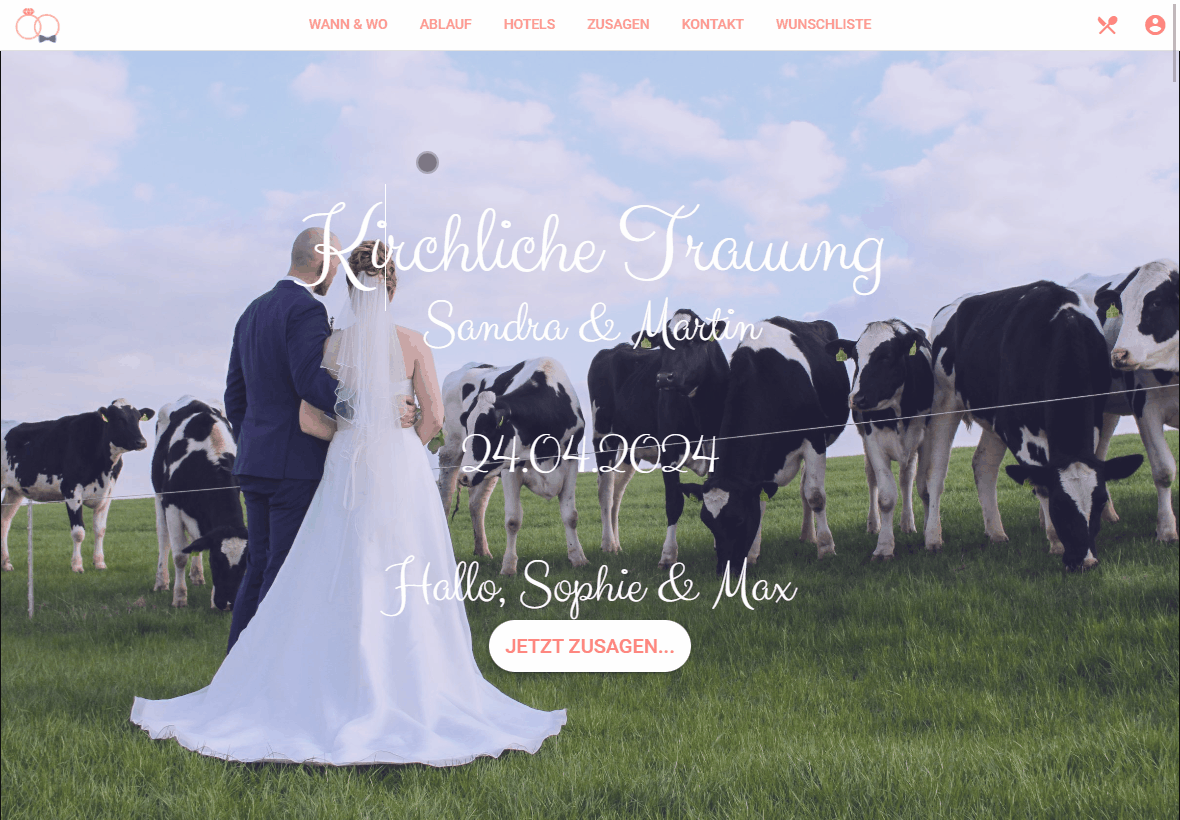 WANN & WO
ABLAUF
HOTELS
ZUSAGEN
KONTAKT
WUNSCHLISTE
Kirchliche Trauung
Sandra & Martin
24.04.2024
Hallo, Sophie & Max
JETZT ZUSAGEN...